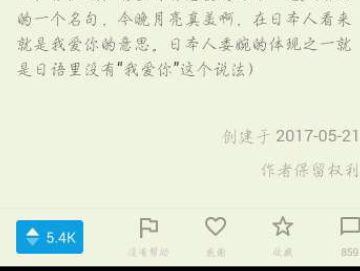 的一个名句，今晚月亮真美啊，在日本人看来
就是我爱你的意思。日本人委婉的体现之一就
是日语里没有“我爱你”这个说法）
创建于 2017-05-21
作者保留权利
5.4K
没有帮助
感谢
收藏
859